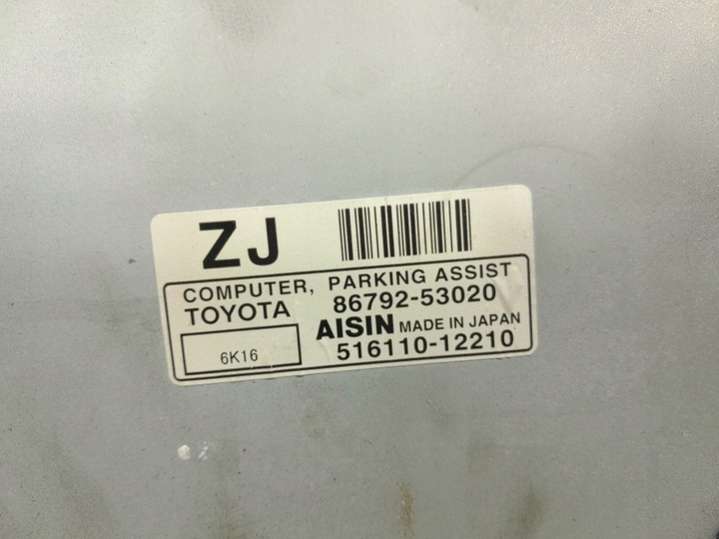 ZJ
COMPUTER, PARKING ASSIST
TOYOTA 86792-53020
AISIN MADE IN JAPAN
6K16 516110-12210